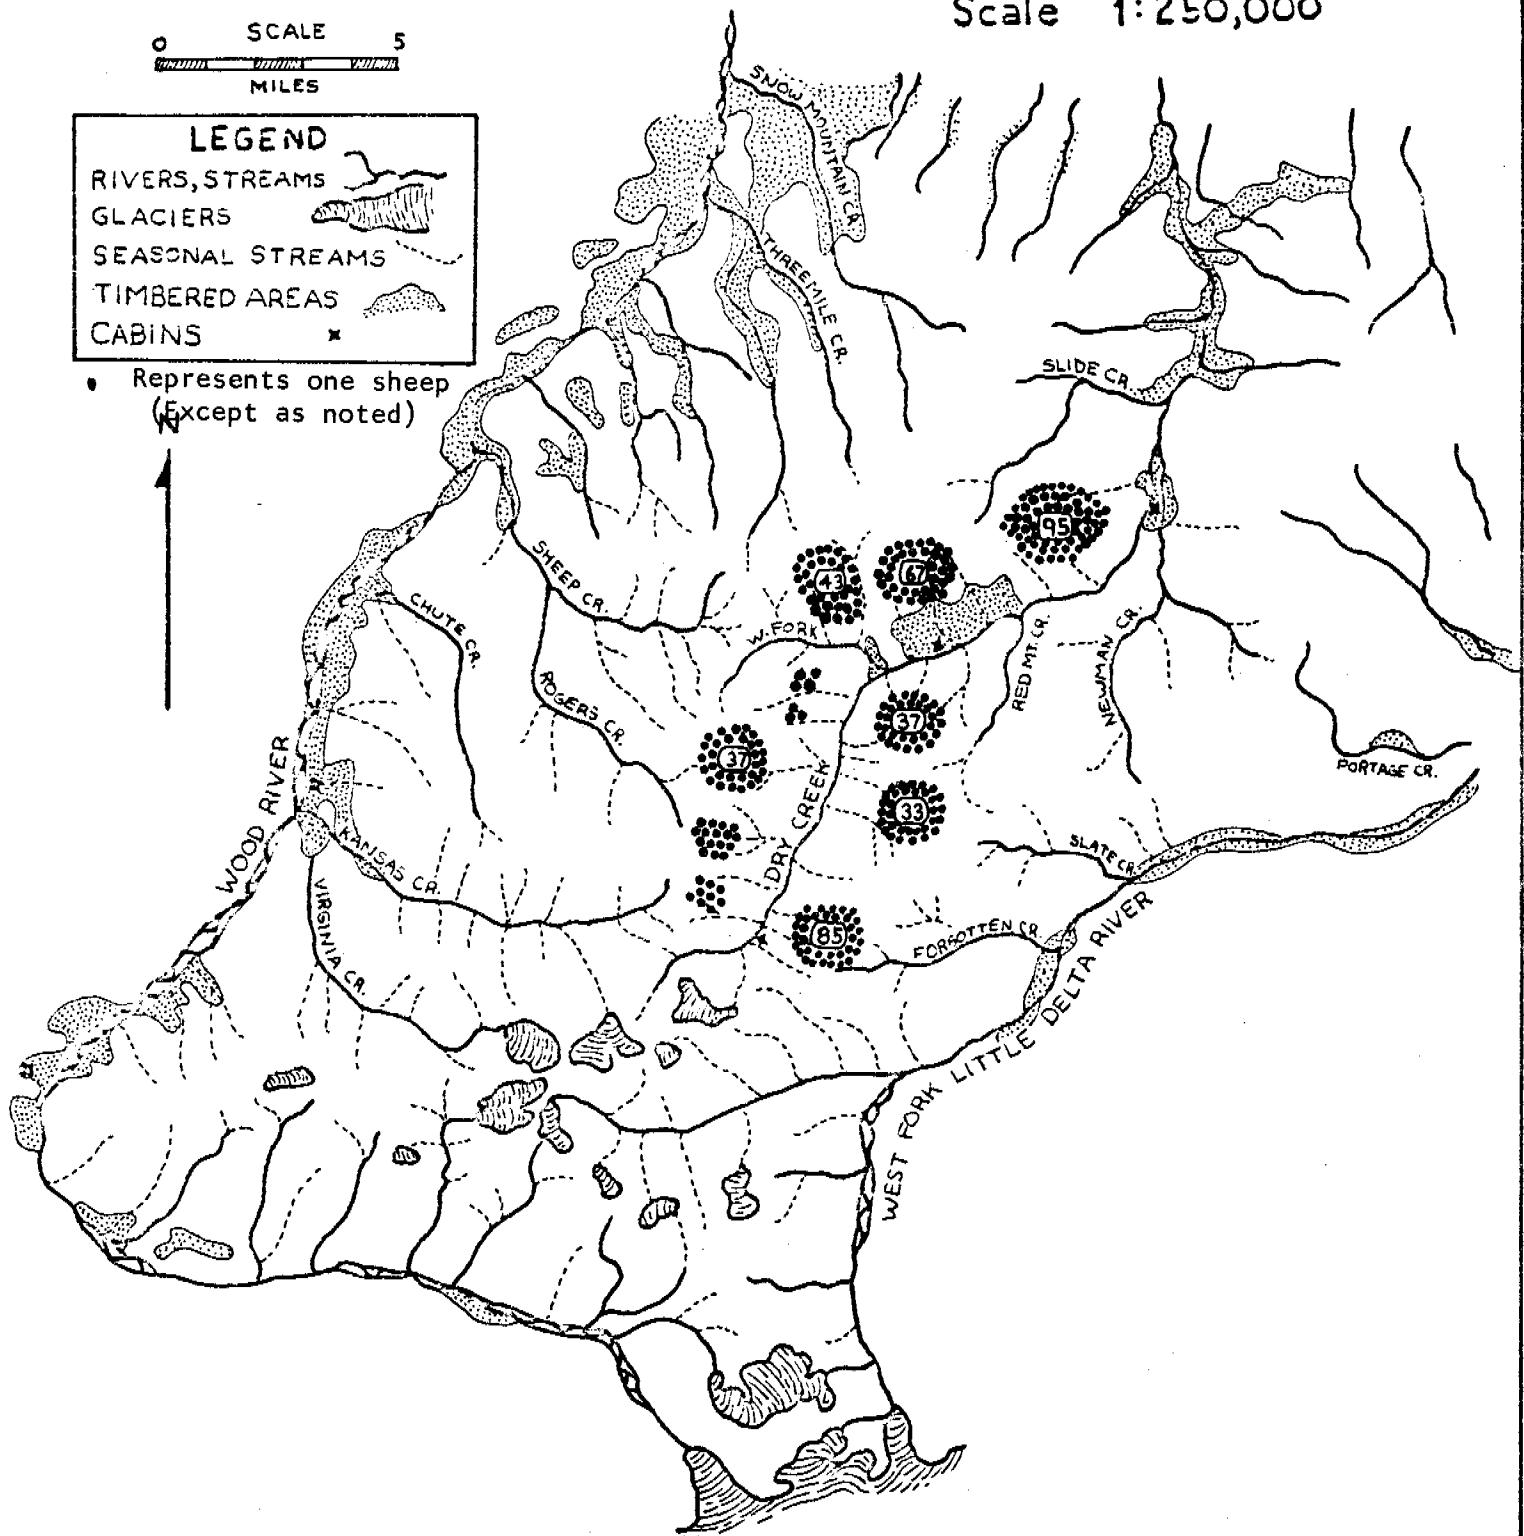 Scale 1:250,000
SCALE
0 5
MILES
LEGEND
RIVERS, STREAMS
GLACIERS
SEASONAL STREAMS
TIMBERED AREAS
CABINS
Represents one sheep
(Except as noted)
N
SNOW MOUNTAIN CR.
THREEMILE CR.
SLIDE CR.
95
43
67
SHEEP CR.
CHUTE CR.
W. FORK
RED MT. CR.
NEWMAN CR.
ROGERS CR.
37
37
PORTAGE CR.
WOOD RIVER
DRY CREEK
33
KANSAS CR.
SLATE CR.
VIRGINIA CR.
85
FORGOTTEN CR.
WEST FORK LITTLE DELTA RIVER